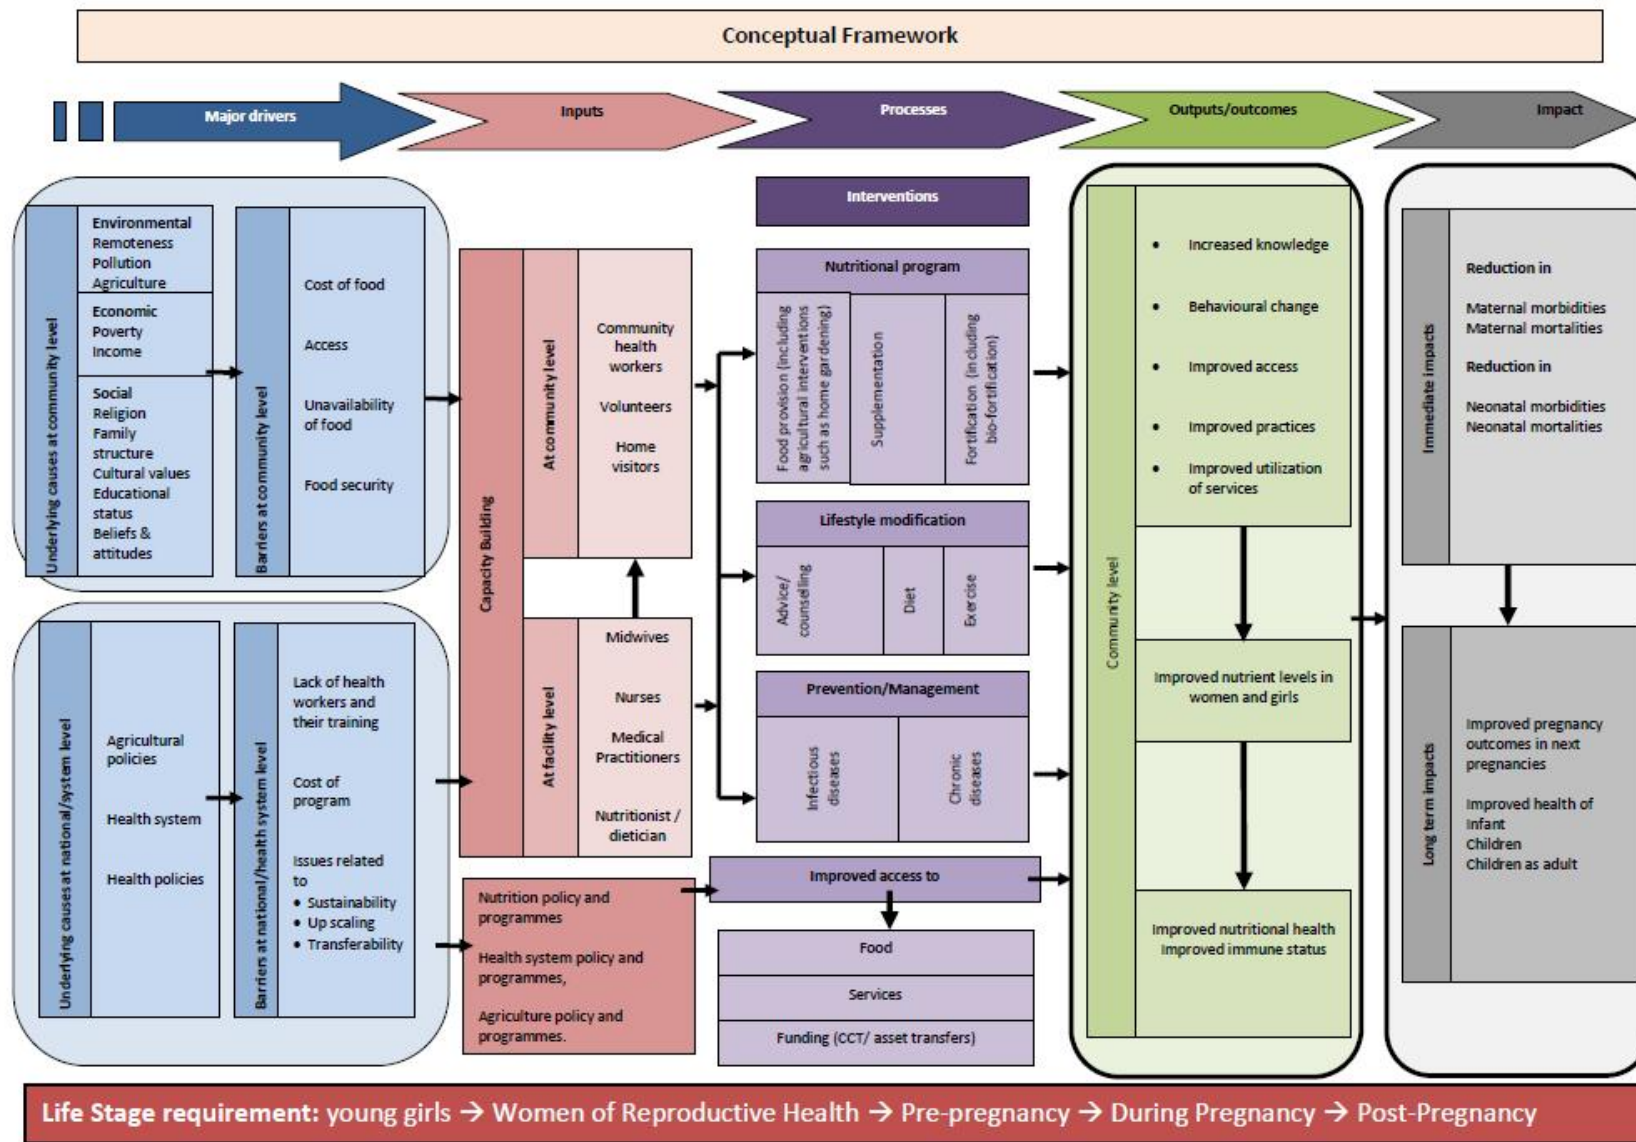 Conceptual Framework
Major drivers
Inputs
Processes
Outputs/outcomes
Impact
Underlying causes at community level
Environmental
Remoteness
Pollution
Agriculture
Economic
Poverty
Income
Social
Religion
Family
structure
Cultural values
Educational
status
Beliefs &
attitudes
Barriers at community level
Cost of food
Access
Unavailability
of food
Food security
Underlying causes at national/system level
Agricultural
policies
Health system
Health policies
Barriers at national/health system level
Lack of health
workers and
their training
Cost of
program
Issues related
to
• Sustainability
• Up scaling
• Transferability
Capacity Building
At community level
Community
health
workers
Volunteers
Home
visitors
At facility level
Midwives
Nurses
Medical
Practitioners
Nutritionist /
dietician
Nutrition policy and
programmes
Health system policy and
programmes,
Agriculture policy and
programmes.
Interventions
Nutritional program
Food provision (including
agricultural interventions
such as home gardening)
Supplementation
Fortification (including
bio-fortification)
Lifestyle modification
Advice/
counselling
Diet
Exercise
Prevention/Management
Infectious
diseases
Chronic
diseases
Improved access to
Food
Services
Funding (CCT/ asset transfers)
Community level
• Increased knowledge
• Behavioural change
• Improved access
• Improved practices
• Improved utilization
of services
Improved nutrient levels in
women and girls
Improved nutritional health
Improved immune status
Immediate impacts
Reduction in
Maternal morbidities
Maternal mortalities
Reduction in
Neonatal morbidities
Neonatal mortalities
Long term impacts
Improved pregnancy
outcomes in next
pregnancies
Improved health of
Infant
Children
Children as adult
Life Stage requirement: young girls → Women of Reproductive Health → Pre-pregnancy → During Pregnancy → Post-Pregnancy